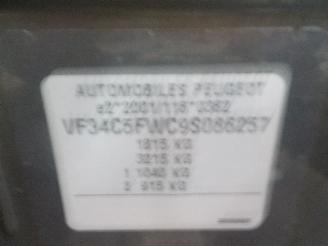 AUTOMOBILES PEUGEOT
e2*2001/116*0362
VF34C5FWC9S086257
1815 KG
3215 KG
1 1040 KG
2 915 KG